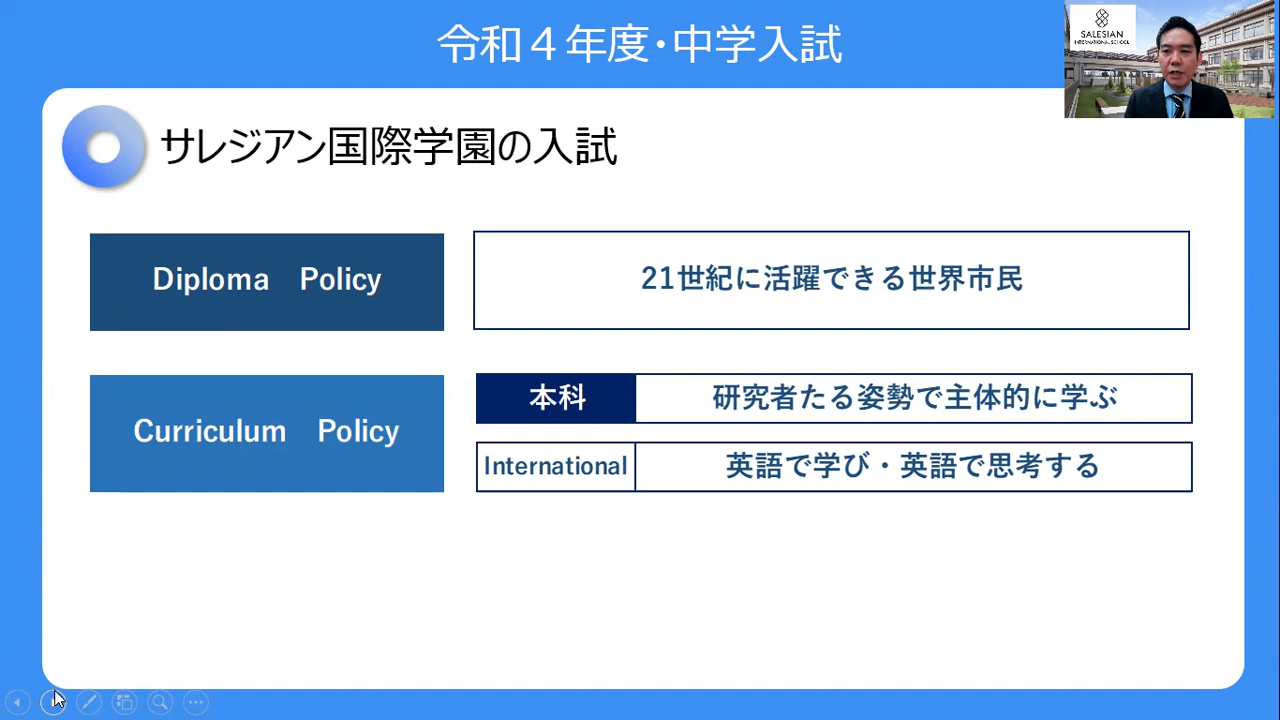 令和４年度・中学入試
SALESIAN
INTERNATIONAL SCHOOL
サレジアン国際学園の入試
Diploma Policy
21世紀に活躍できる世界市民
Curriculum Policy
本科
研究者たる姿勢で主体的に学ぶ
International
英語で学び・英語で思考する